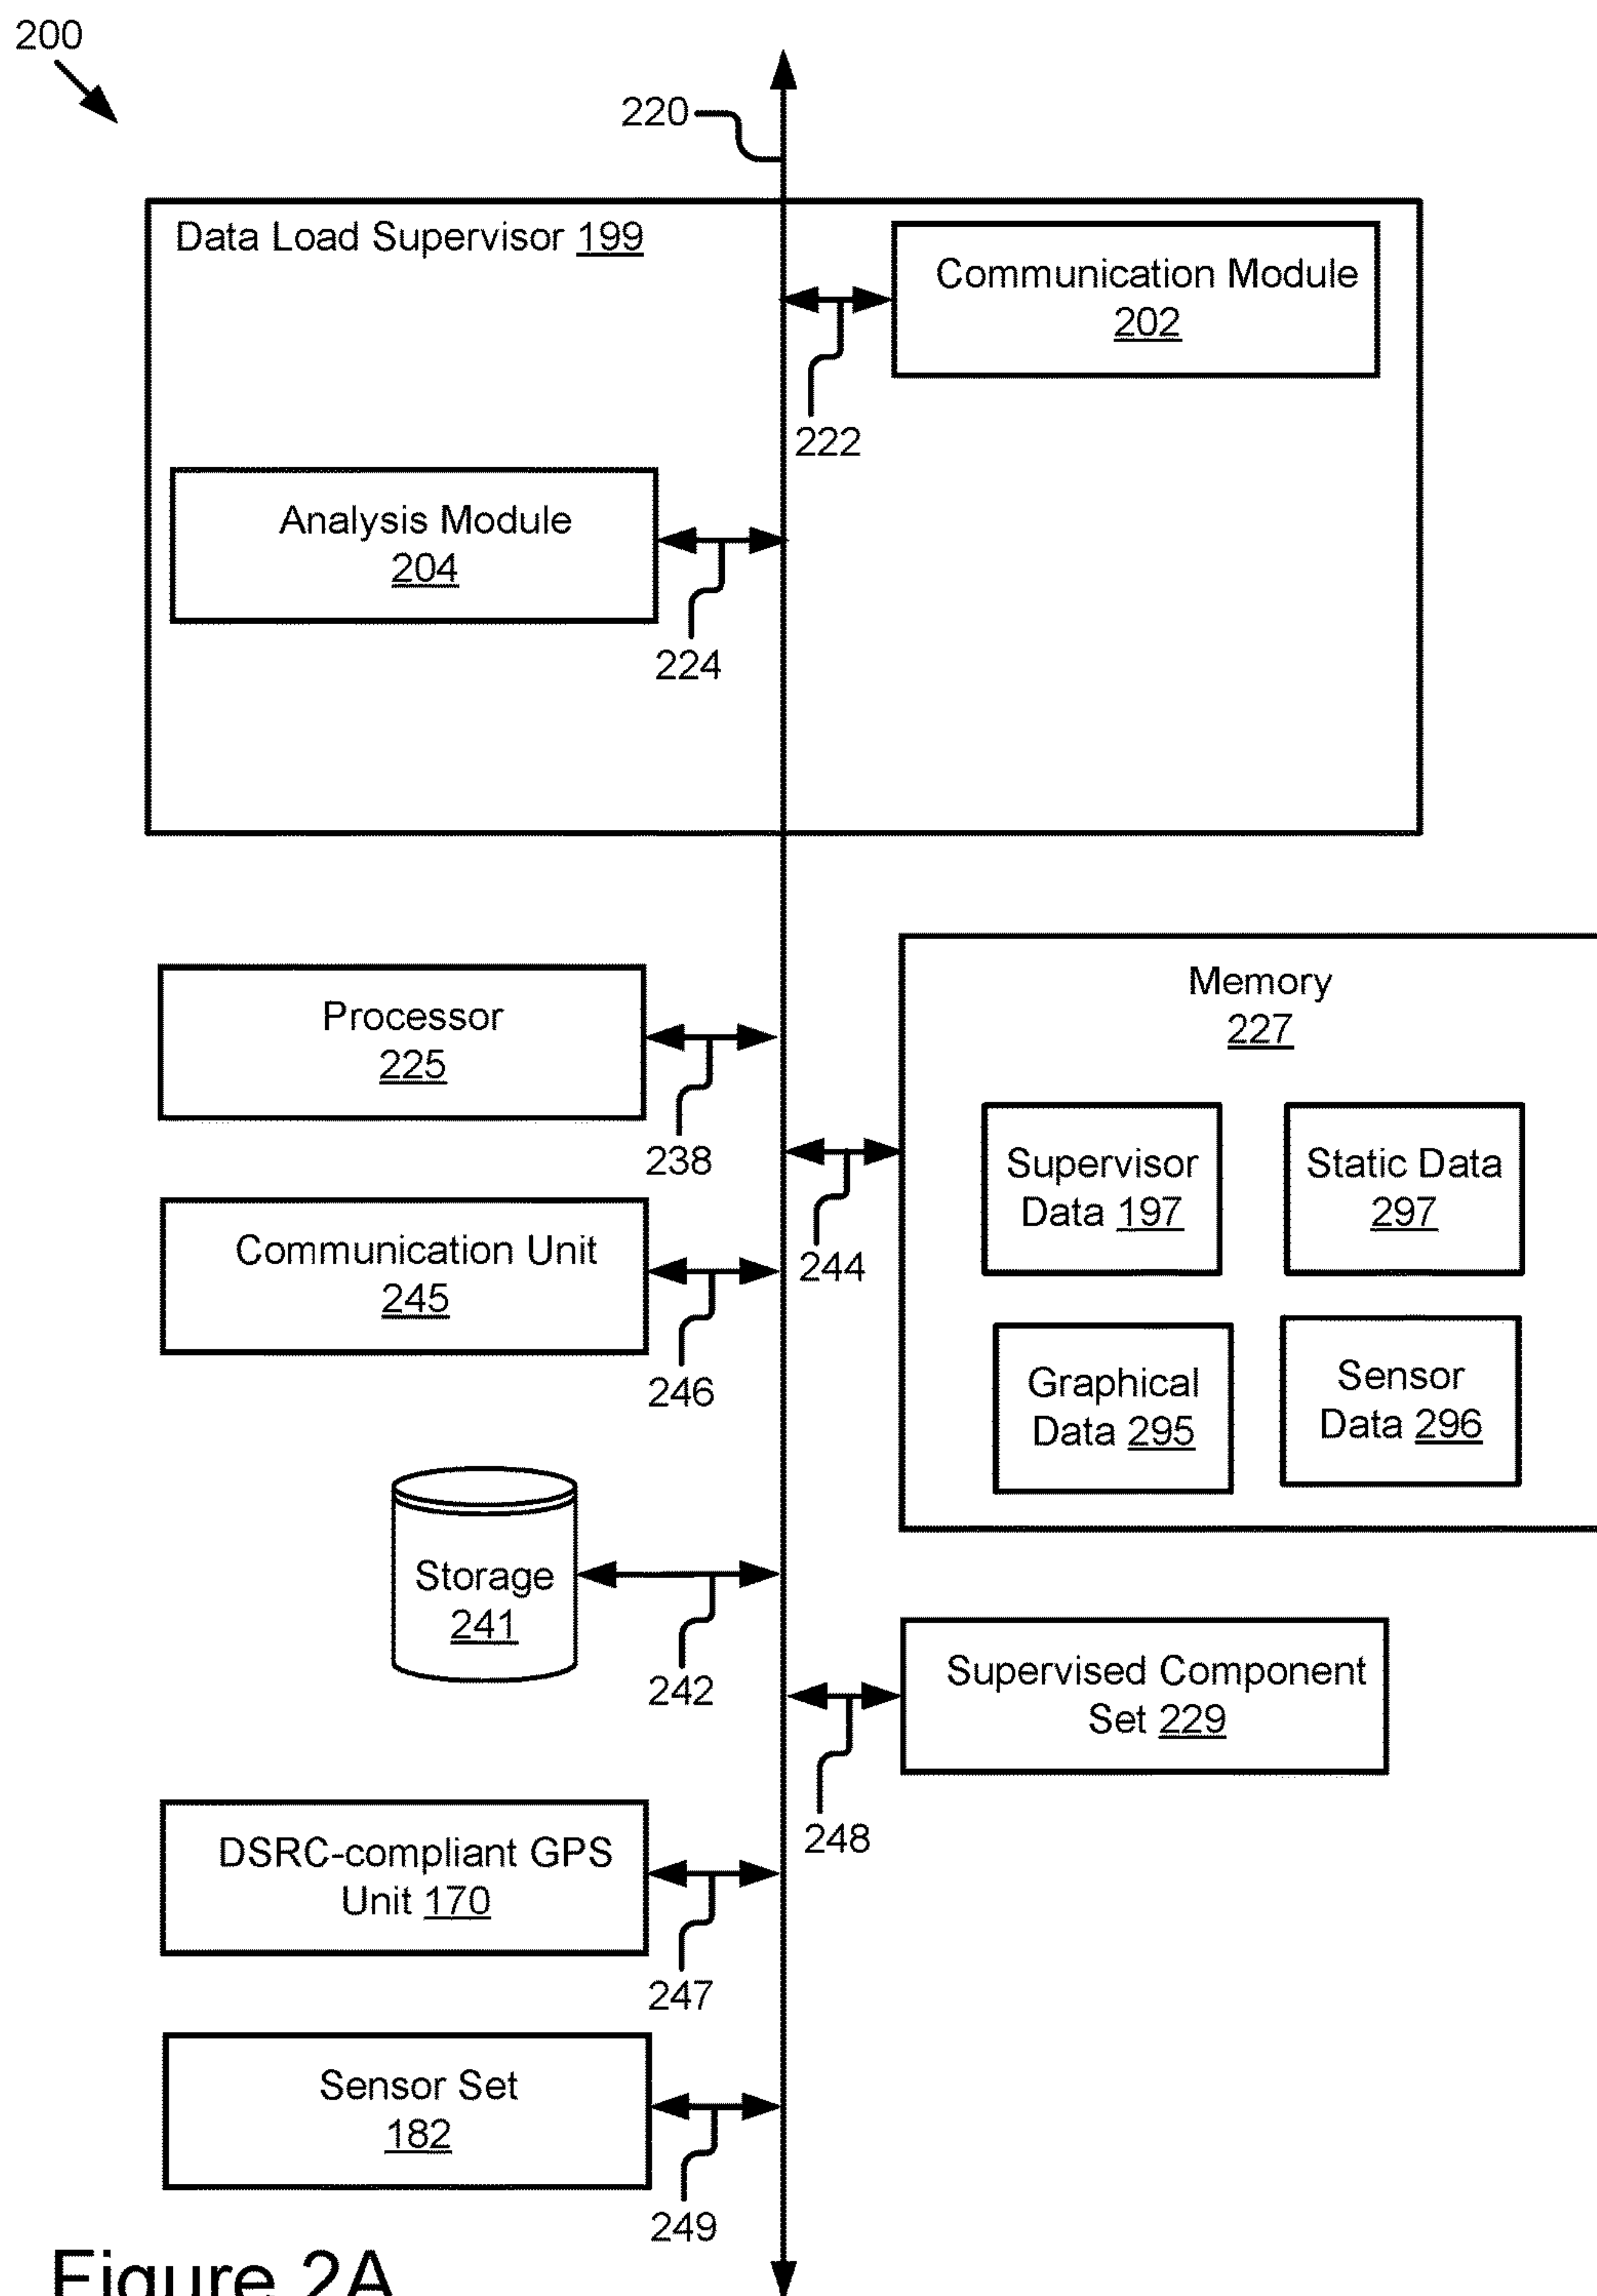 200
220
Data Load Supervisor 199
Communication Module
202
222
Analysis Module
204
224
Processor
225
238
Memory
227
Supervisor
Data 197
Static Data
297
244
Communication Unit
245
246
Graphical
Data 295
Sensor
Data 296
Storage
241
242
Supervised Component
Set 229
248
DSRC-compliant GPS
Unit 170
247
Sensor Set
182
249
Figure 2A